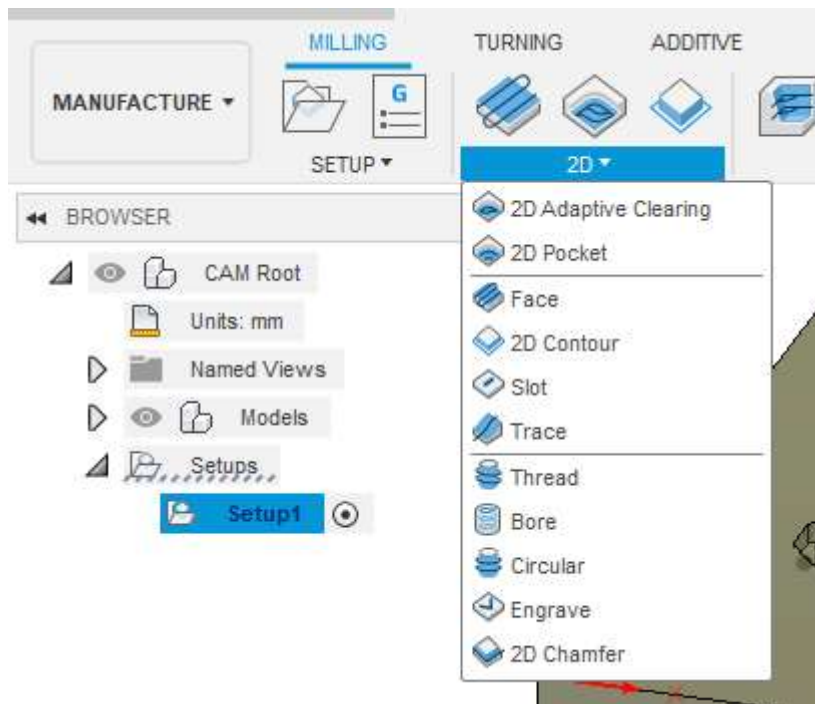 MILLING TURNING ADDITIVE
MANUFACTURE
G
SETUP 2D
BROWSER
CAM Root
Units: mm
Named Views
Models
Setups
Setup1
2D Adaptive Clearing
2D Pocket
Face
2D Contour
Slot
Trace
Thread
Bore
Circular
Engrave
2D Chamfer